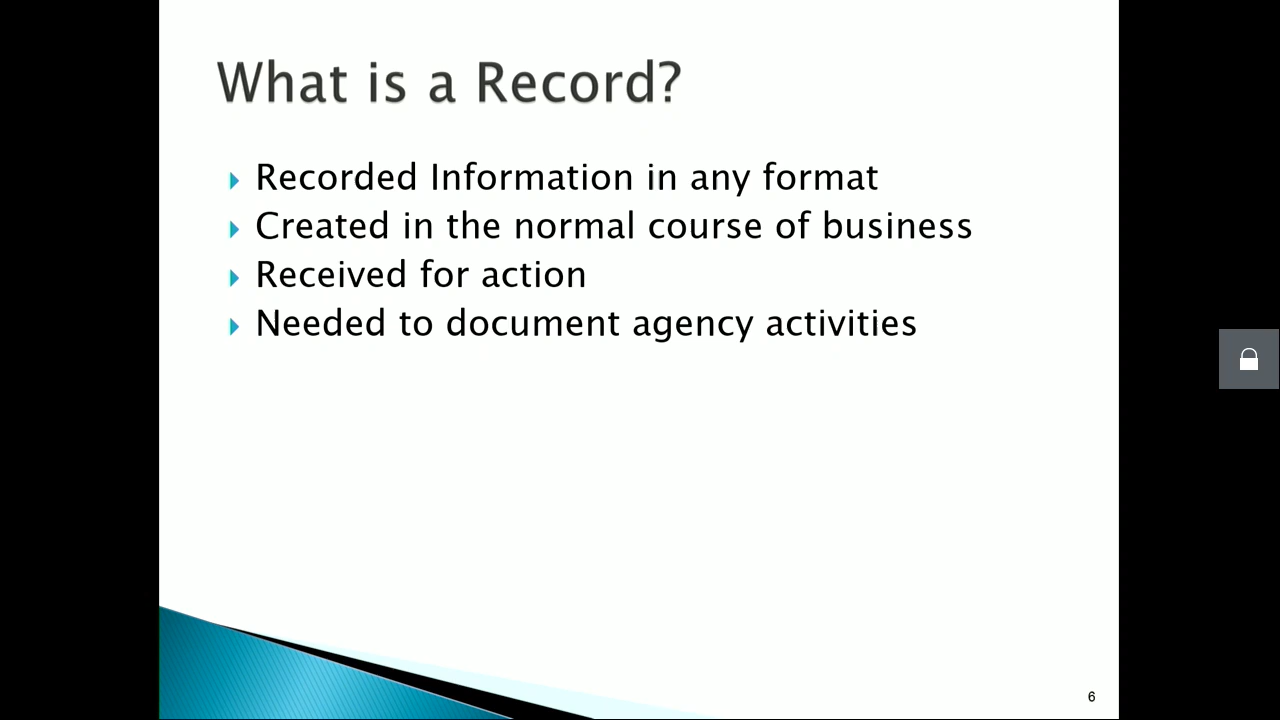 What is a Record?
Recorded Information in any format
Created in the normal course of business
Received for action
Needed to document agency activities
6